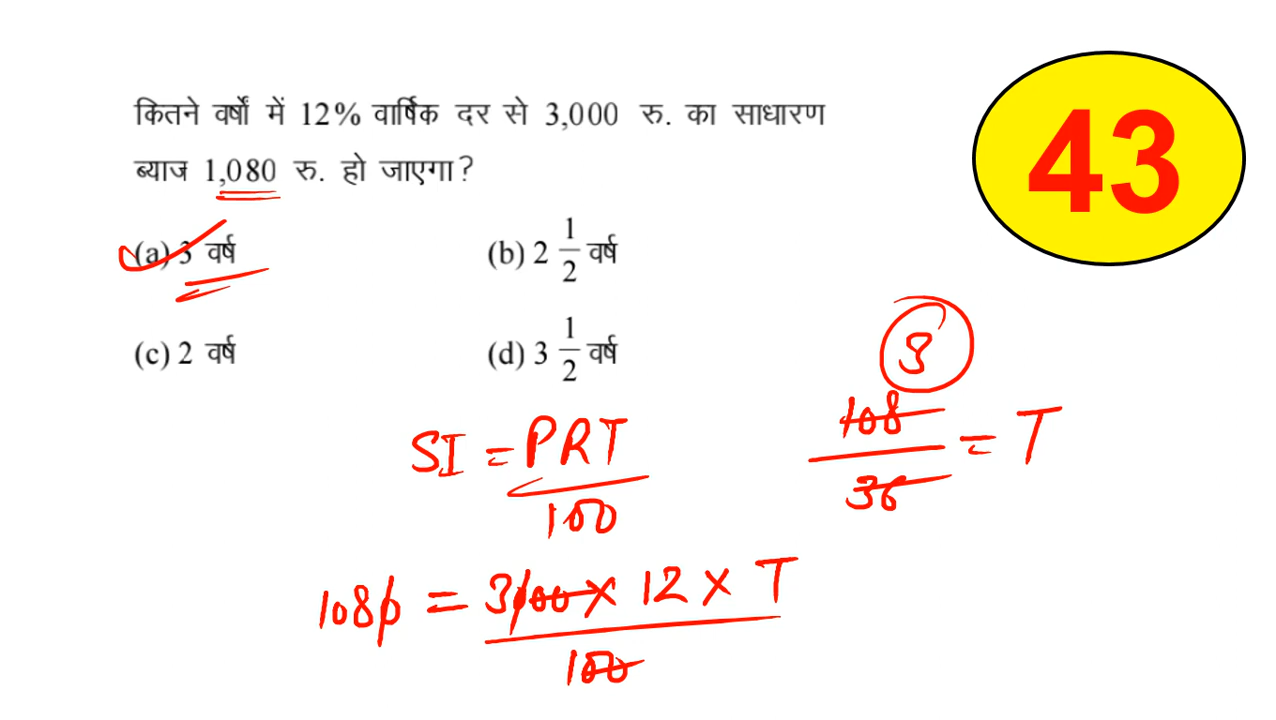 कितने वर्षों में 12% वार्षिक दर से 3,000 रु. का साधारण
ब्याज 1,080 रु. हो जाएगा?
(a) 3 वर्ष
(b) 2 1/2 वर्ष
(c) 2 वर्ष
(d) 3 1/2 वर्ष
43
SI = PRT/100
1080 = 3000 × 12 × T / 100
3
108/36 = T